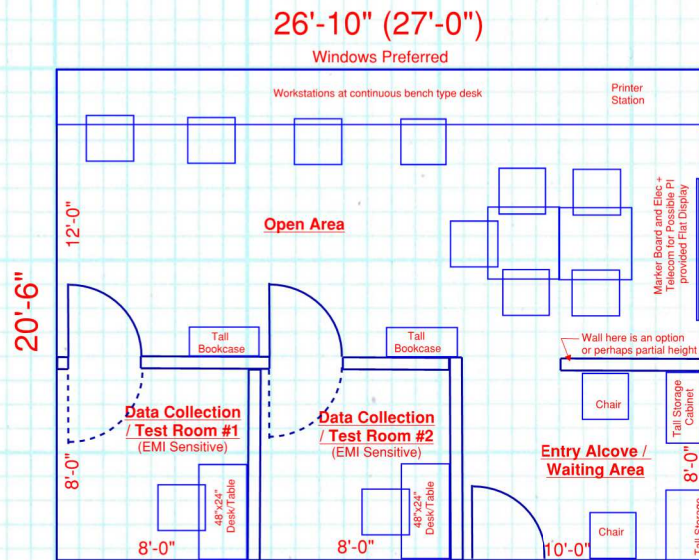 26'-10" (27'-0")
Windows Preferred
Workstations at continuous bench type desk
Printer
Station
12'-0"
Open Area
Marker Board and Elec +
Telecom for Possible PI
provided Flat Display
20'-6"
Tall
Bookcase
Tall
Bookcase
Wall here is an option
or perhaps partial height
Data Collection
/ Test Room #1
(EMI Sensitive)
Data Collection
/ Test Room #2
(EMI Sensitive)
Chair
Tall Storage
Cabinet
Entry Alcove /
Waiting Area
8'-0"
8'-0"
48"x24"
Desk/Table
48"x24"
Desk/Table
Chair
8'-0"
8'-0"
10'-0"